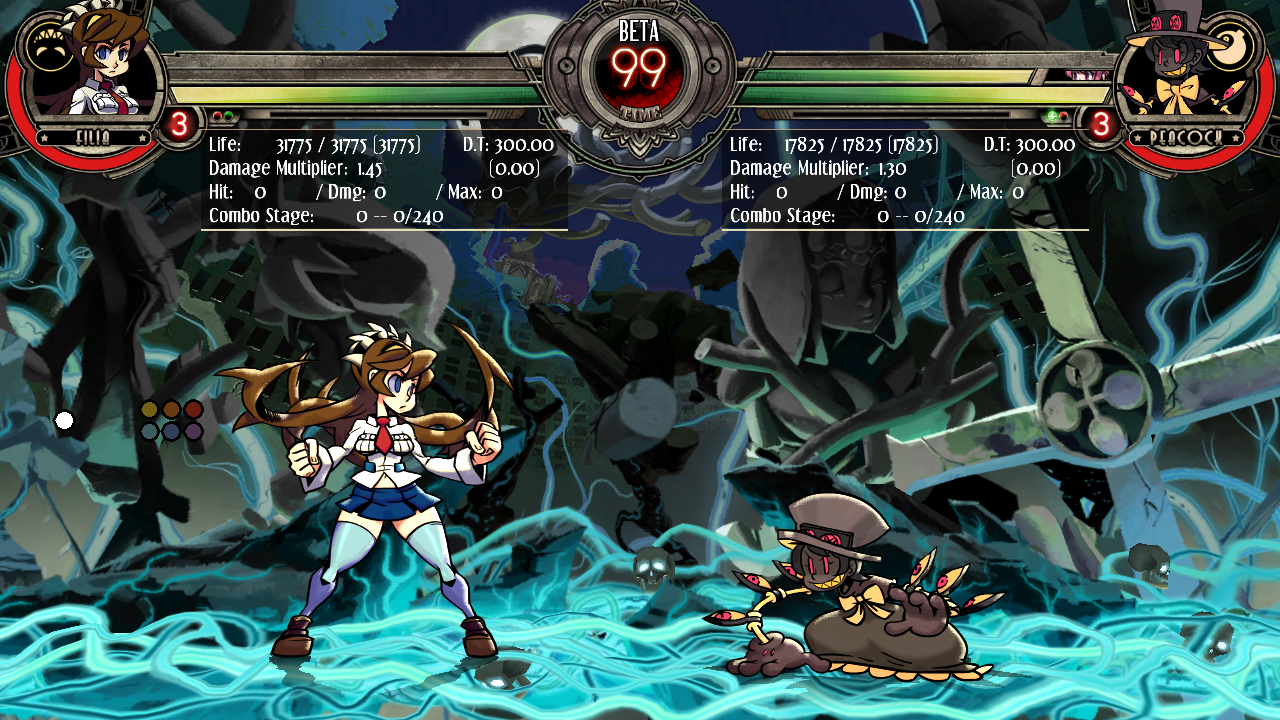 BETA
99
TIME
FILIA
3
3
PEACOCK
Life: 31775 / 31775 (31775) D.T: 300.00
Damage Multiplier: 1.45 (0.00)
Hit: 0 / Dmg: 0 / Max: 0
Combo Stage: 0 -- 0/240
Life: 17825 / 17825 (17825) D.T: 300.00
Damage Multiplier: 1.30 (0.00)
Hit: 0 / Dmg: 0 / Max: 0
Combo Stage: 0 -- 0/240